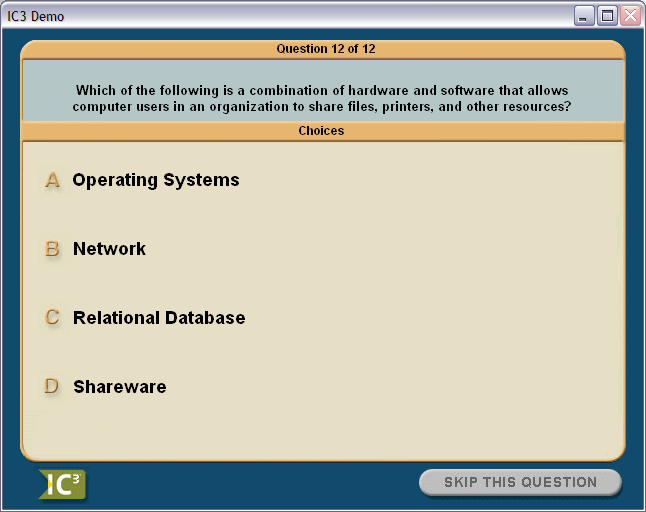 IC3 Demo
Question 12 of 12
Which of the following is a combination of hardware and software that allows
computer users in an organization to share files, printers, and other resources?
Choices
A Operating Systems
B Network
C Relational Database
D Shareware
IC³
SKIP THIS QUESTION